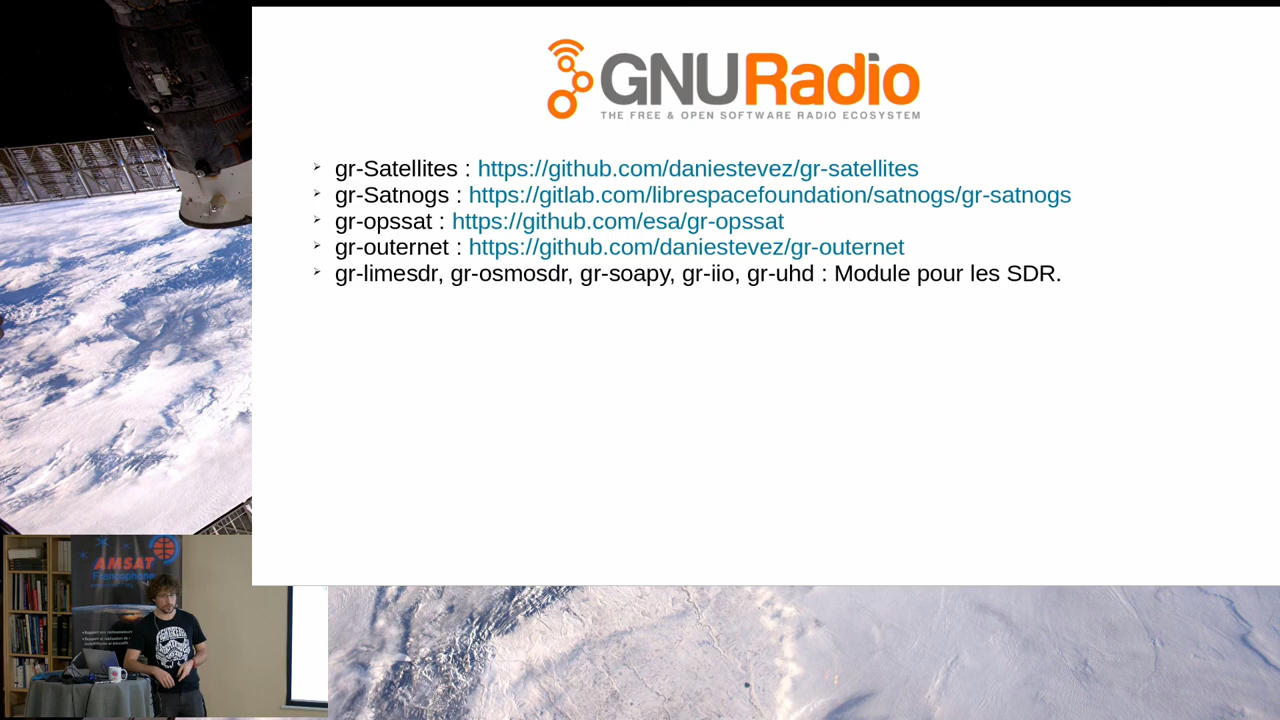 GNURadio
THE FREE & OPEN SOFTWARE RADIO ECOSYSTEM
gr-Satellites : https://github.com/daniestevez/gr-satellites
gr-Satnogs : https://gitlab.com/librespacefoundation/satnogs/gr-satnogs
gr-opssat : https://github.com/esa/gr-opssat
gr-outernet : https://github.com/daniestevez/gr-outernet
gr-limesdr, gr-osmosdr, gr-soapy, gr-iio, gr-uhd : Module pour les SDR.
AMSAT
Francophone